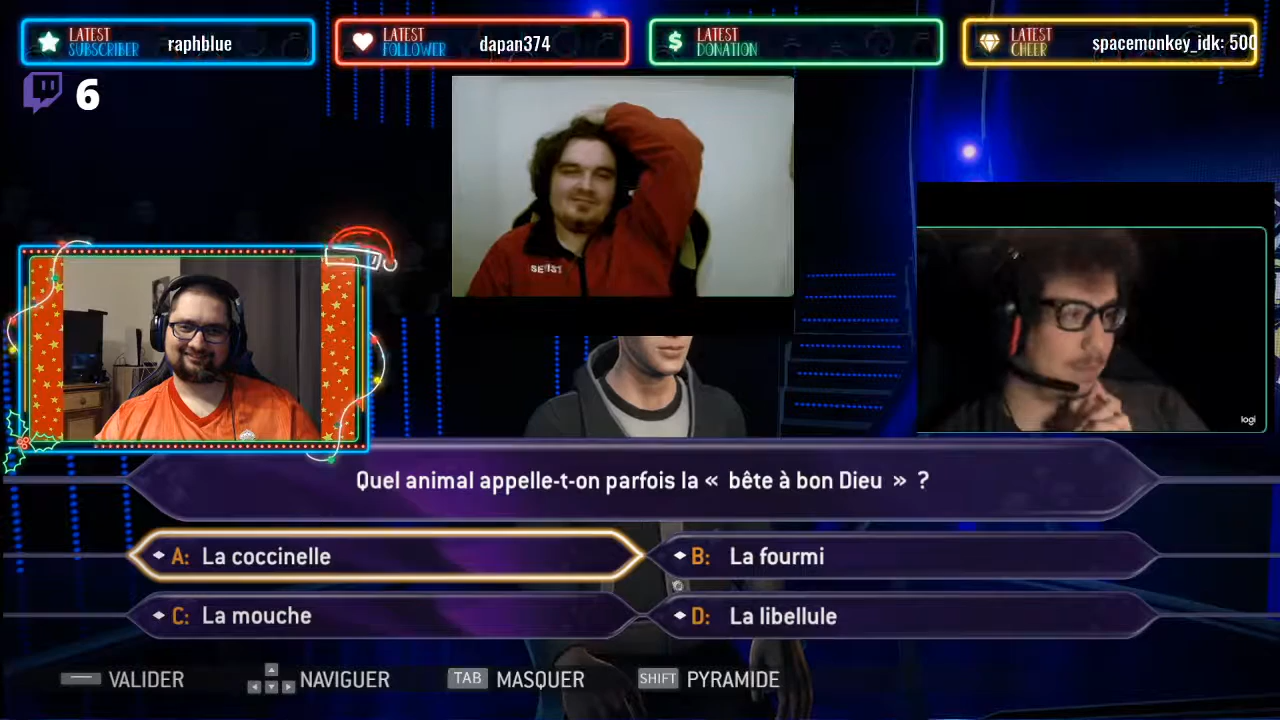 LATEST SUBSCRIBER raphblue
LATEST FOLLOWER dapan374
LATEST DONATION
LATEST CHEER spacemonkey_idk: 500
6
logi
Quel animal appelle-t-on parfois la « bête à bon Dieu » ?
A: La coccinelle
B: La fourmi
C: La mouche
D: La libellule
VALIDER
NAVIGUER
TAB MASQUER
SHIFT PYRAMIDE